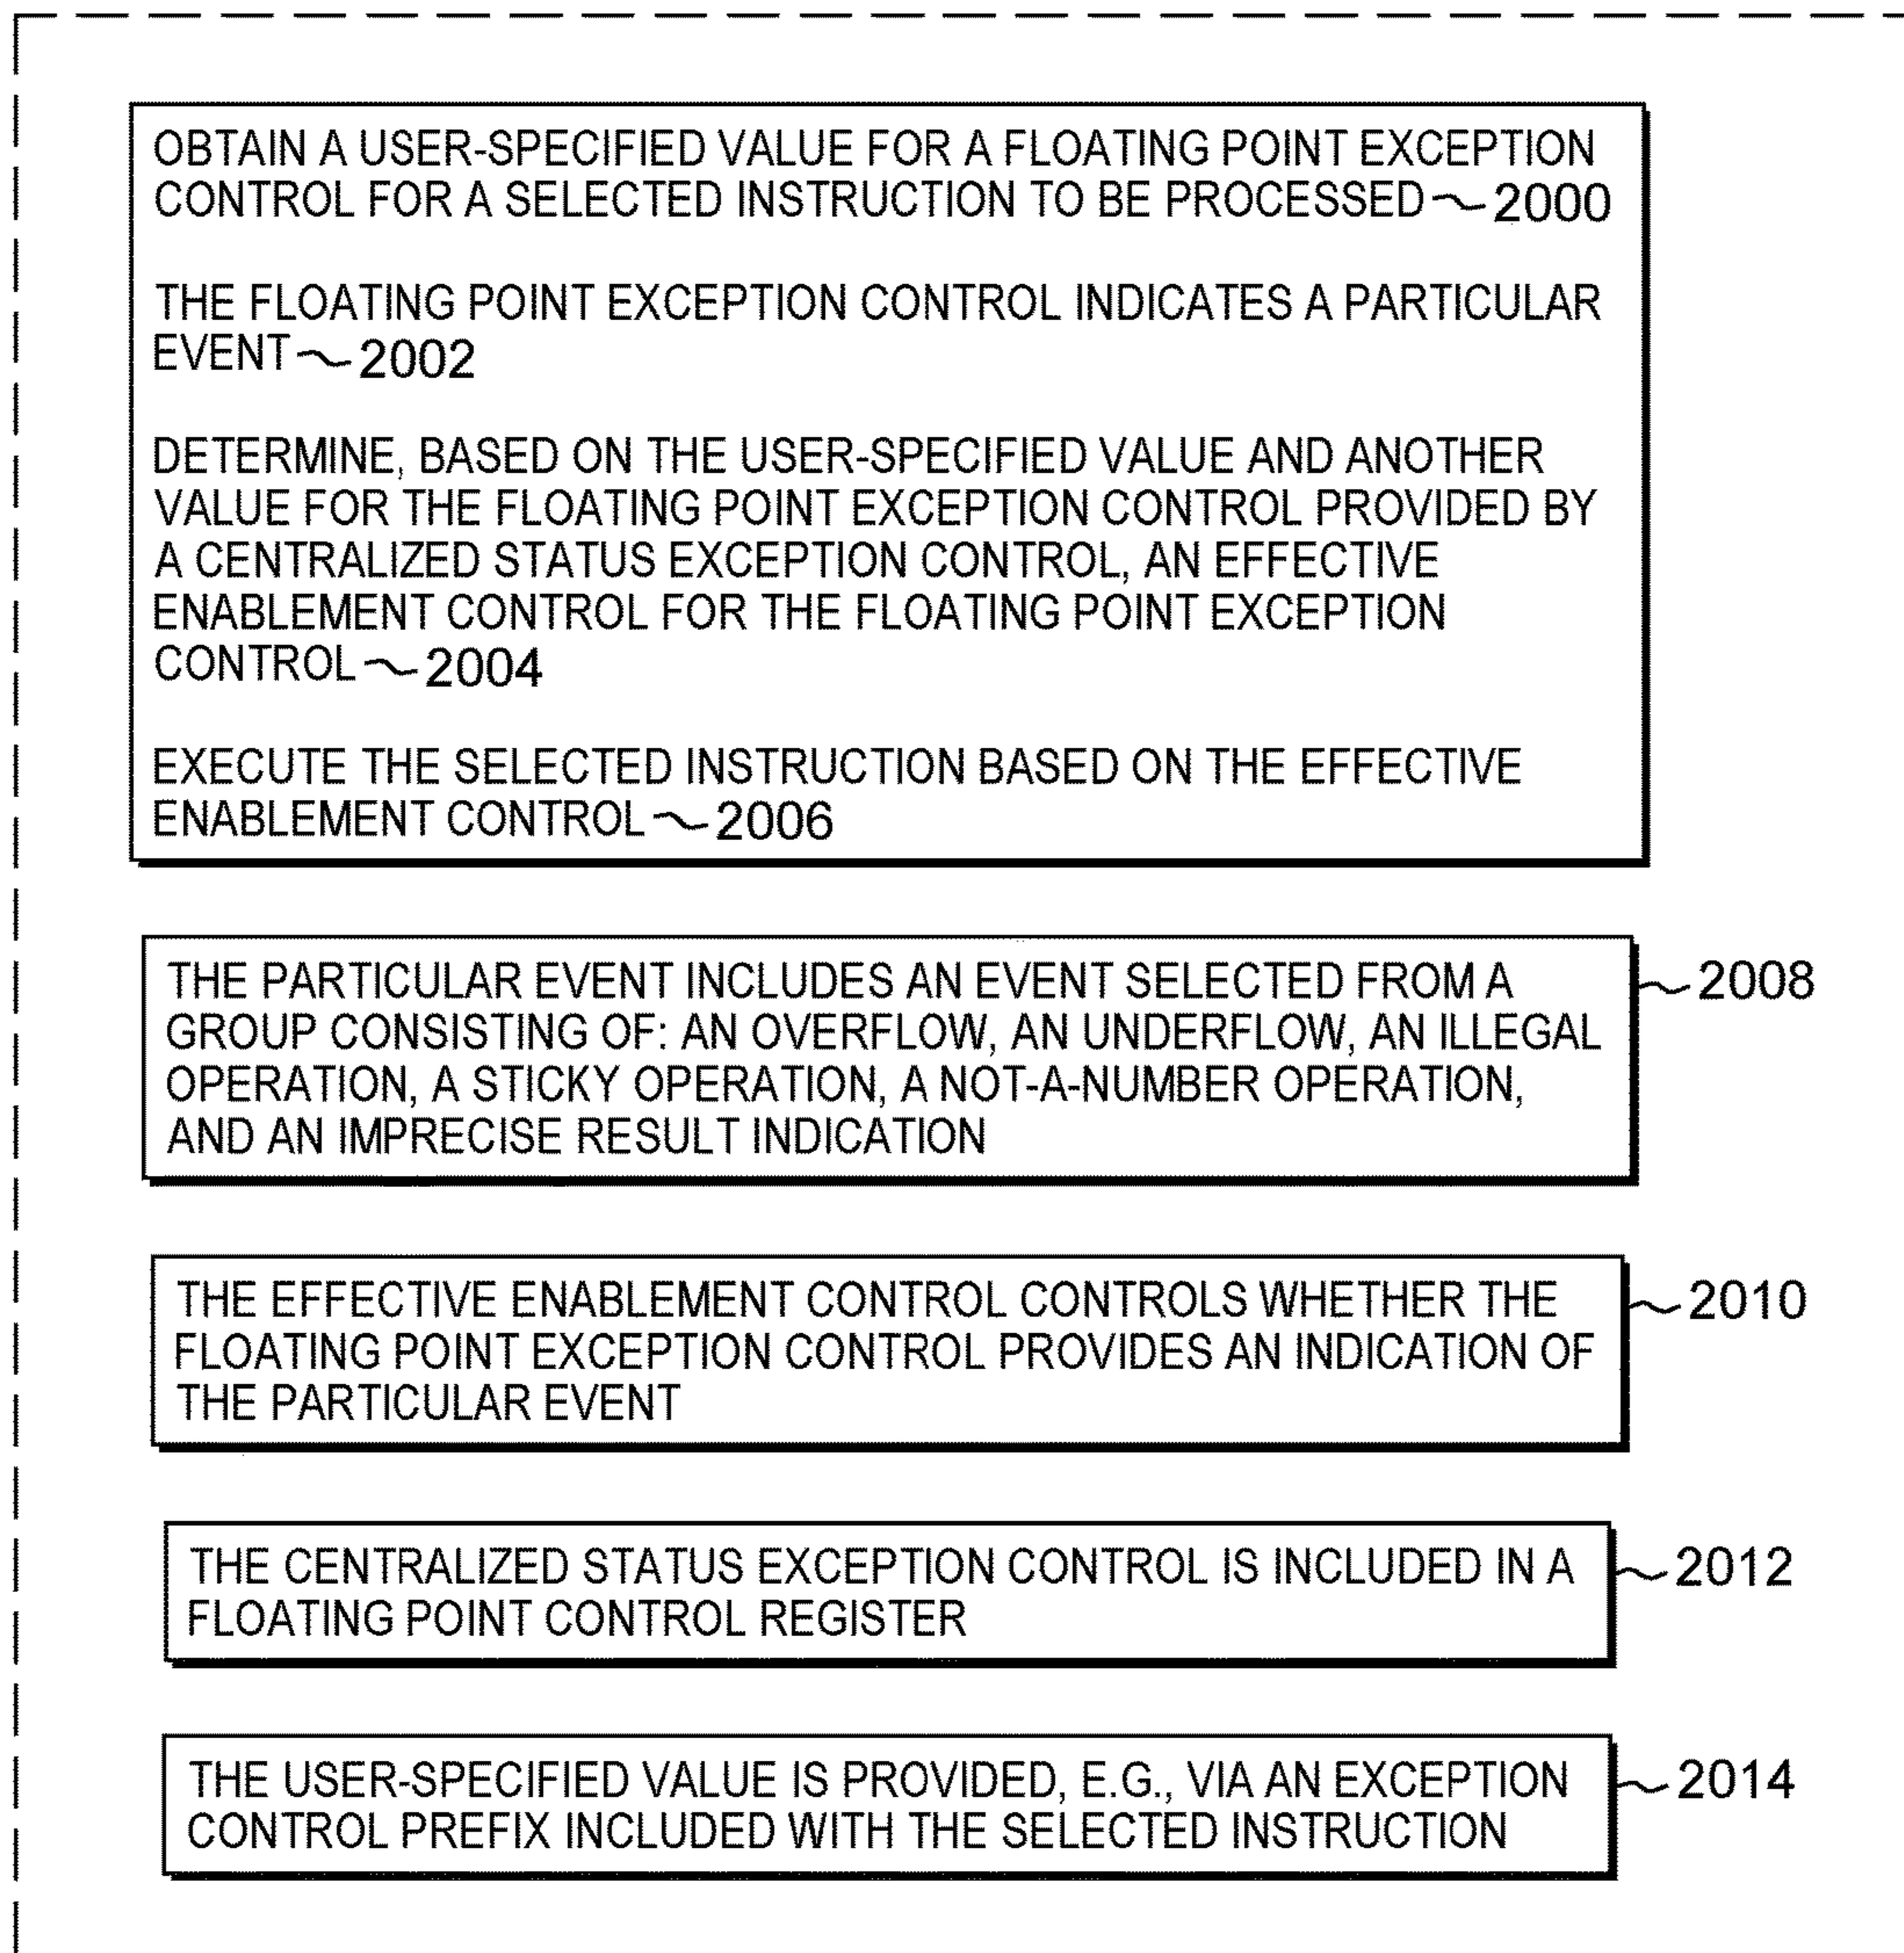 OBTAIN A USER-SPECIFIED VALUE FOR A FLOATING POINT EXCEPTION
CONTROL FOR A SELECTED INSTRUCTION TO BE PROCESSED ~ 2000
THE FLOATING POINT EXCEPTION CONTROL INDICATES A PARTICULAR
EVENT ~ 2002
DETERMINE, BASED ON THE USER-SPECIFIED VALUE AND ANOTHER
VALUE FOR THE FLOATING POINT EXCEPTION CONTROL PROVIDED BY
A CENTRALIZED STATUS EXCEPTION CONTROL, AN EFFECTIVE
ENABLEMENT CONTROL FOR THE FLOATING POINT EXCEPTION
CONTROL ~ 2004
EXECUTE THE SELECTED INSTRUCTION BASED ON THE EFFECTIVE
ENABLEMENT CONTROL ~ 2006
THE PARTICULAR EVENT INCLUDES AN EVENT SELECTED FROM A ~ 2008
GROUP CONSISTING OF: AN OVERFLOW, AN UNDERFLOW, AN ILLEGAL
OPERATION, A STICKY OPERATION, A NOT-A-NUMBER OPERATION,
AND AN IMPRECISE RESULT INDICATION
THE EFFECTIVE ENABLEMENT CONTROL CONTROLS WHETHER THE ~ 2010
FLOATING POINT EXCEPTION CONTROL PROVIDES AN INDICATION OF
THE PARTICULAR EVENT
THE CENTRALIZED STATUS EXCEPTION CONTROL IS INCLUDED IN A ~ 2012
FLOATING POINT CONTROL REGISTER
THE USER-SPECIFIED VALUE IS PROVIDED, E.G., VIA AN EXCEPTION ~ 2014
CONTROL PREFIX INCLUDED WITH THE SELECTED INSTRUCTION